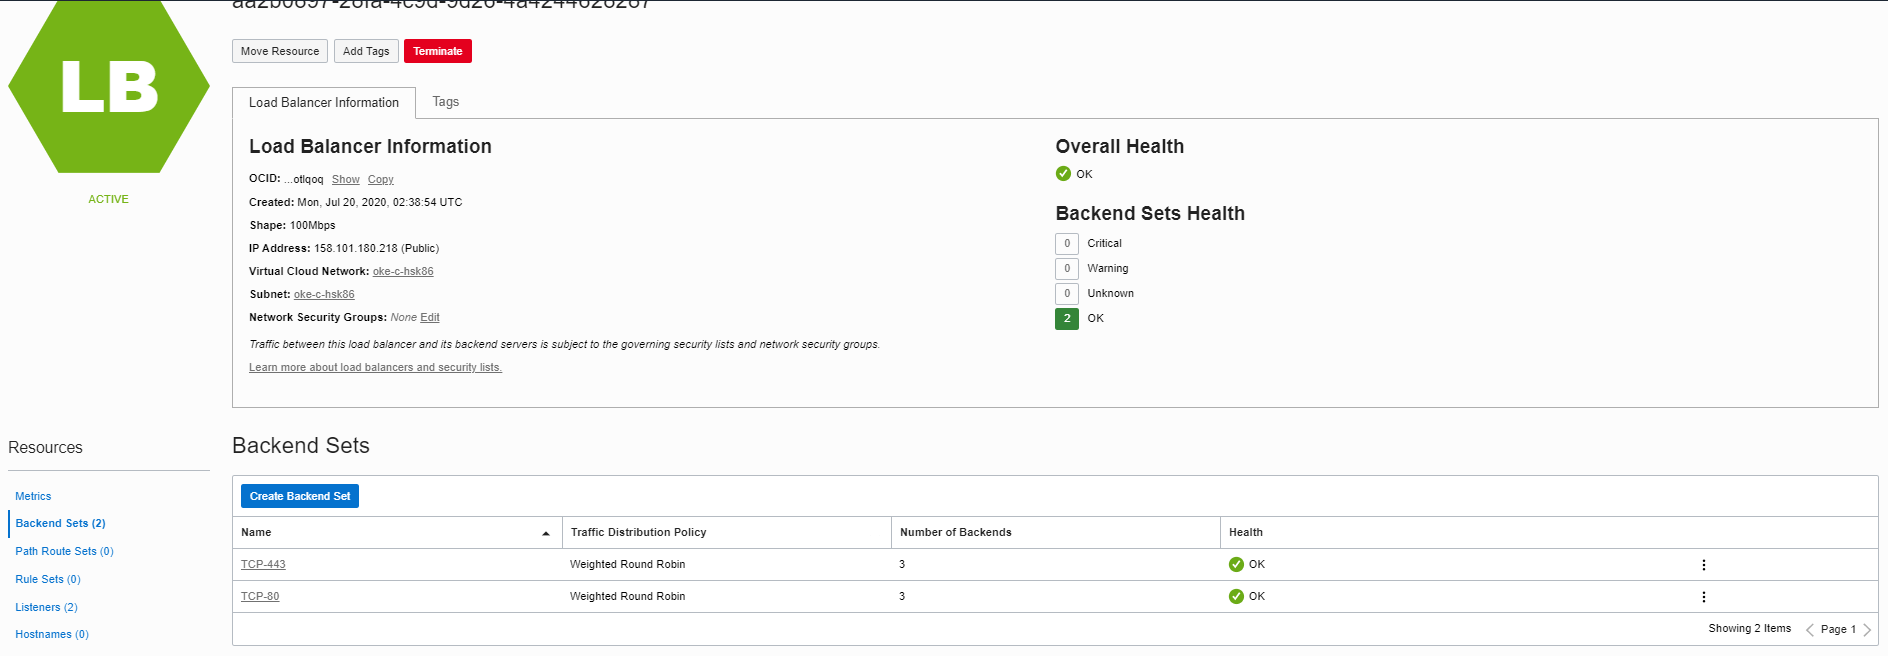 LB
ACTIVE
Move Resource Add Tags Terminate
Load Balancer Information Tags
Load Balancer Information
OCID: ...otlqoq Show Copy
Created: Mon, Jul 20, 2020, 02:38:54 UTC
Shape: 100Mbps
IP Address: 158.101.180.218 (Public)
Virtual Cloud Network: oke-c-hsk86
Subnet: oke-c-hsk86
Network Security Groups: None Edit
Traffic between this load balancer and its backend servers is subject to the governing security lists and network security groups.
Learn more about load balancers and security lists.
Overall Health
OK
Backend Sets Health
0 Critical
0 Warning
0 Unknown
2 OK
Resources
Metrics
Backend Sets (2)
Path Route Sets (0)
Rule Sets (0)
Listeners (2)
Hostnames (0)
Backend Sets
Create Backend Set
Name Traffic Distribution Policy Number of Backends Health
TCP-443 Weighted Round Robin 3 OK
TCP-80 Weighted Round Robin 3 OK
Showing 2 Items Page 1